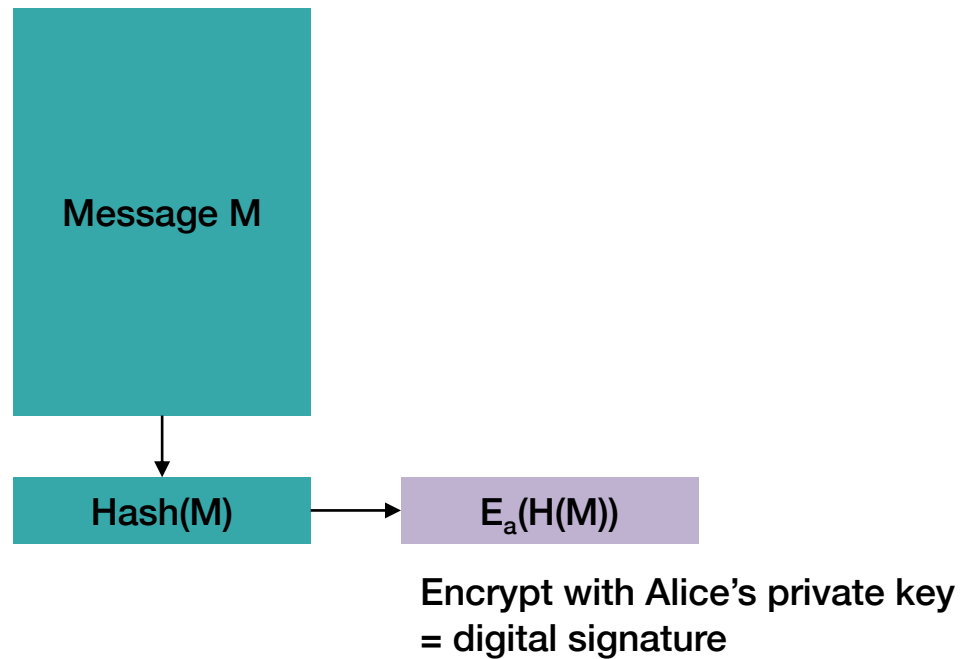 Message M
Hash(M)
Eₐ(H(M))
Encrypt with Alice’s private key
= digital signature